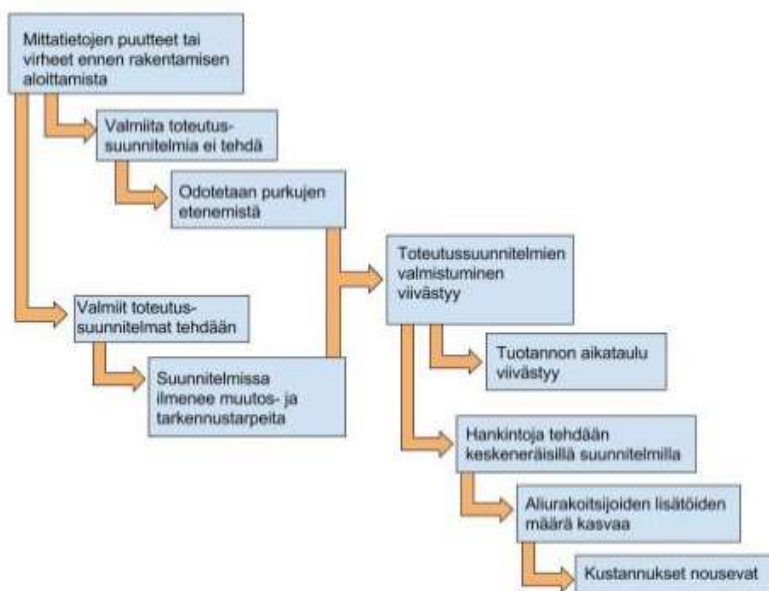 Mittatietojen puutteet tai
virheet ennen rakentamisen
aloittamista
Valmiita toteutus-
suunnitelmia ei tehdä
Odotetaan purkujen
etenemistä
Toteutussuunnitelmien
valmistuminen
viivästyy
Valmiit toteutus-
suunnitelmat tehdään
Tuotannon aikataulu
viivästyy
Suunnitelmissa
ilmenee muutos- ja
tarkennustarpeita
Hankintoja tehdään
keskeneräisillä suunnitelmilla
Aliurakoitsijoiden lisätöiden
määrä kasvaa
Kustannukset nousevat